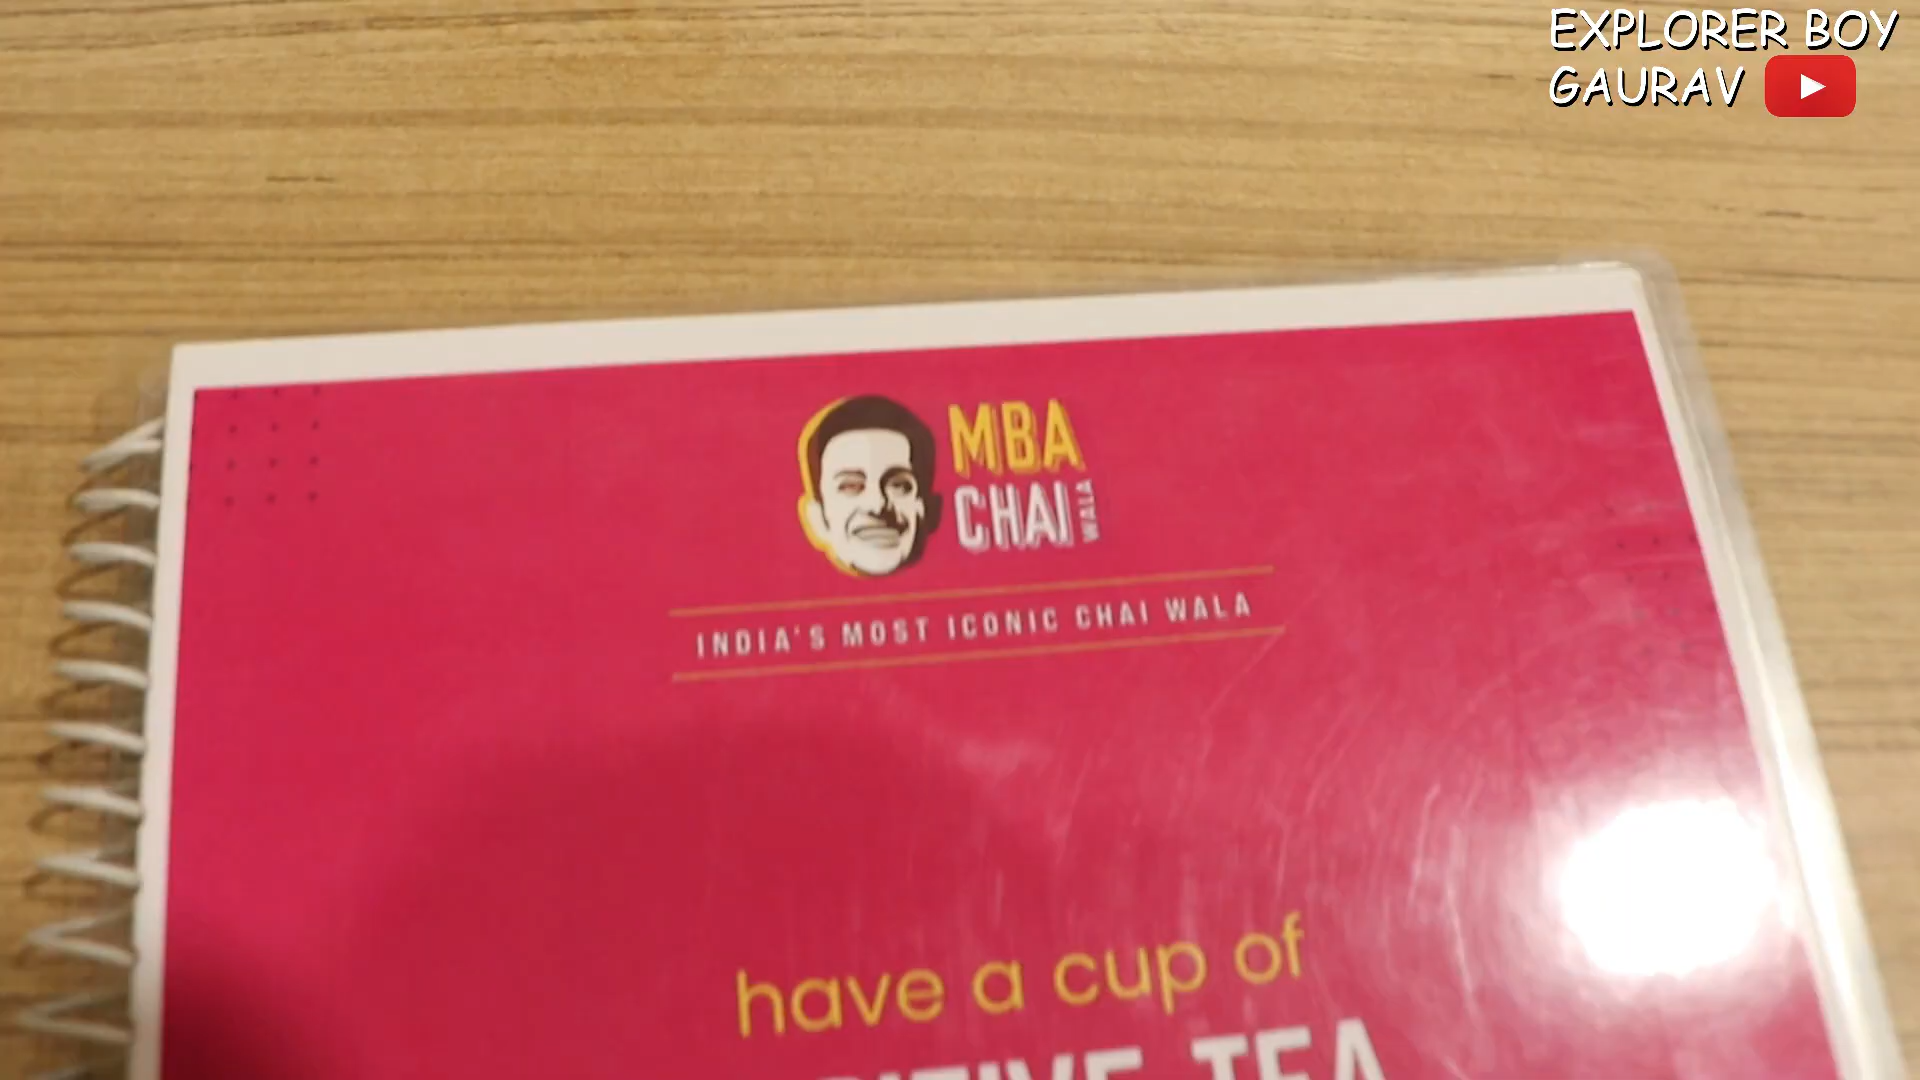 EXPLORER BOY
GAURAV
MBA
CHAI
WALA
INDIA'S MOST ICONIC CHAI WALA
have a cup of
TEA